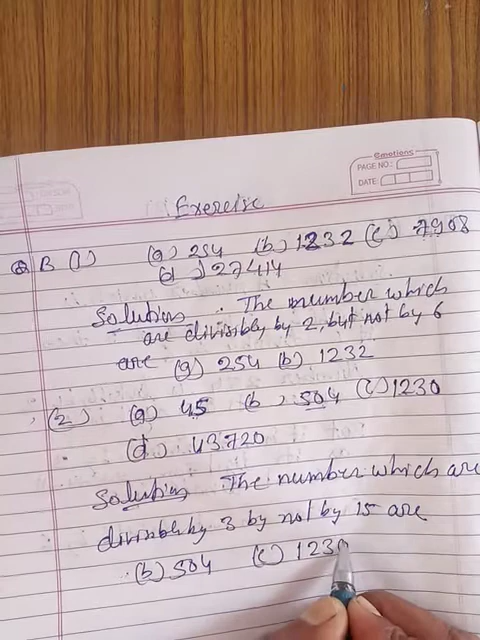 Emotions
PAGE NO.:
DATE:
Exercise
B (1) (a) 254 (b) 1232 (c) 7908
(d) 27414
Solution. The number which
are divisibly by 2, but not by 6
are (a) 254 (b) 1232
(2) (a) 45 (b) 504 (c) 1230
(d) 43720
Solution The number which are
divisible by 3 by not by 15 are
(b) 504 (c) 1230